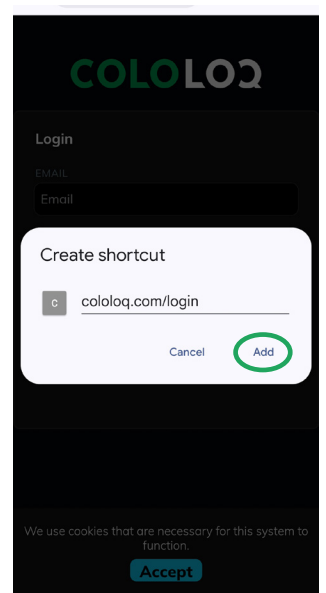 COLOLOQ
Login
EMAIL
Email
Create shortcut
C
cololoq.com/login
Cancel
Add
We use cookies that are necessary for this system to
function.
Accept